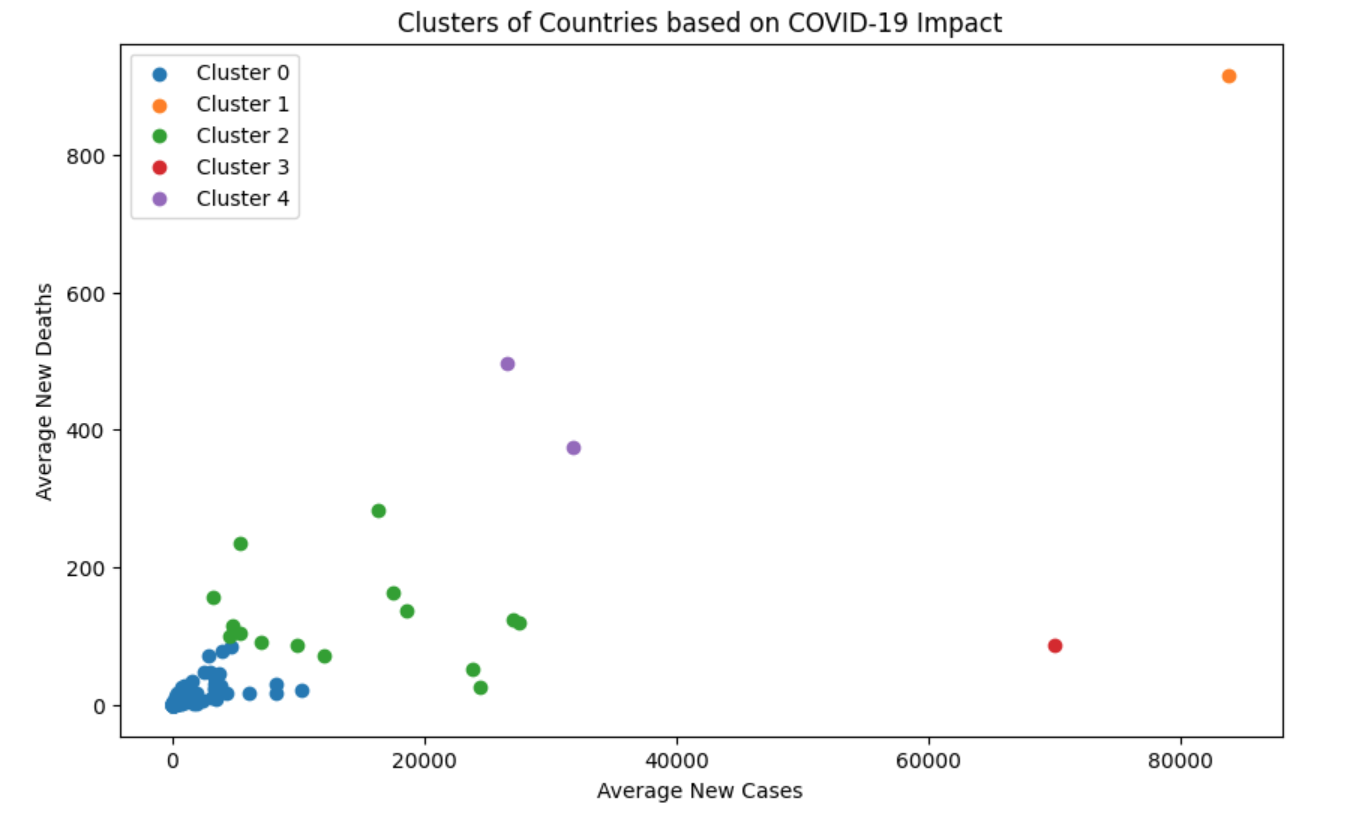 Clusters of Countries based on COVID-19 Impact
Cluster 0
Cluster 1
Cluster 2
Cluster 3
Cluster 4
Average New Deaths
800
600
400
200
0
0 20000 40000 60000 80000
Average New Cases